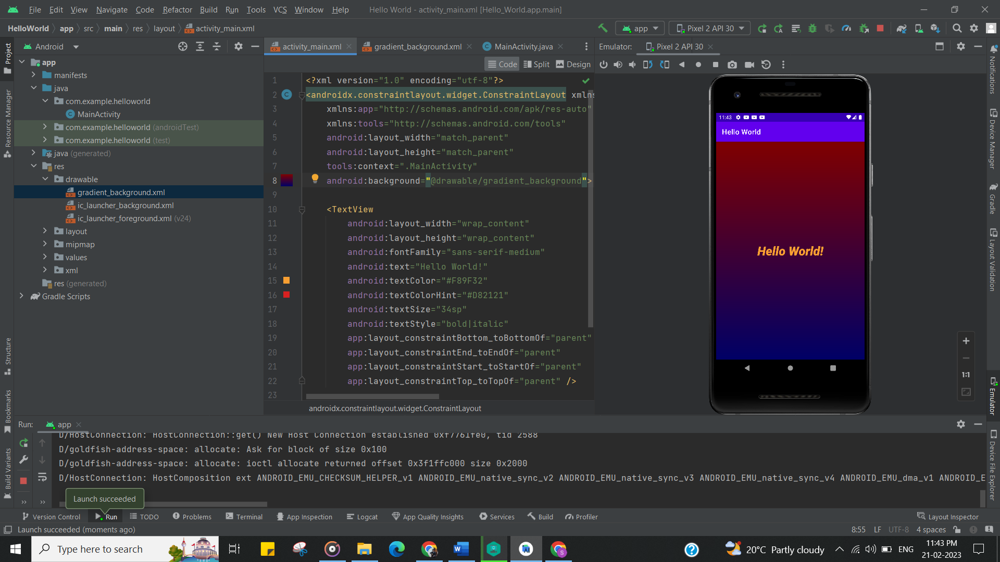 File Edit View Navigate Code Refactor Build Run Tools VCS Window Help Hello World - activity_main.xml [Hello_World.app.main]
HelloWorld app src main res layout activity_main.xml app Pixel 2 API 30
Project
Android
activity_main.xml gradient_background.xml MainActivity.java
Emulator: Pixel 2 API 30
Code Split Design
app
manifests
java
com.example.helloworld
MainActivity
com.example.helloworld (androidTest)
com.example.helloworld (test)
java (generated)
res
drawable
gradient_background.xml
ic_launcher_background.xml
ic_launcher_foreground.xml (v24)
layout
mipmap
values
xml
res (generated)
Gradle Scripts
Resource Manager
Structure
Bookmarks
Build Variants
1 <?xml version="1.0" encoding="utf-8"?>
2 <androidx.constraintlayout.widget.ConstraintLayout xmlns
3 xmlns:app="http://schemas.android.com/apk/res-auto"
4 xmlns:tools="http://schemas.android.com/tools"
5 android:layout_width="match_parent"
6 android:layout_height="match_parent"
7 tools:context=".MainActivity"
8 android:background="@drawable/gradient_background">
9
10 <TextView
11 android:layout_width="wrap_content"
12 android:layout_height="wrap_content"
13 android:fontFamily="sans-serif-medium"
14 android:text="Hello World!"
15 android:textColor="#F89F32"
16 android:textColorHint="#D82121"
17 android:textSize="34sp"
18 android:textStyle="bold|italic"
19 app:layout_constraintBottom_toBottomOf="parent"
20 app:layout_constraintEnd_toEndOf="parent"
21 app:layout_constraintStart_toStartOf="parent"
22 app:layout_constraintTop_toTopOf="parent" />
23
androidx.constraintlayout.widget.ConstraintLayout
11:43
Hello World
Hello World!
1:1
Notifications
Device Manager
Gradle
Layout Validation
Emulator
Device File Explorer
Run: app
D/HostConnection: HostConnection::get() New Host Connection established 0xf7761fe0, tid 2588
D/goldfish-address-space: allocate: Ask for block of size 0x100
D/goldfish-address-space: allocate: ioctl allocate returned offset 0x3f1ffc000 size 0x2000
D/HostConnection: HostComposition ext ANDROID_EMU_CHECKSUM_HELPER_v1 ANDROID_EMU_native_sync_v2 ANDROID_EMU_native_sync_v3 ANDROID_EMU_native_sync_v4 ANDROID_EMU_dma_v1 ANDROID_E
Launch succeeded
Version Control Run TODO Problems Terminal App Inspection Logcat App Quality Insights Services Build Profiler Layout Inspector
Launch succeeded (moments ago) 8:55 LF UTF-8 4 spaces
Type here to search 20°C Partly cloudy ENG 11:43 PM
21-02-2023